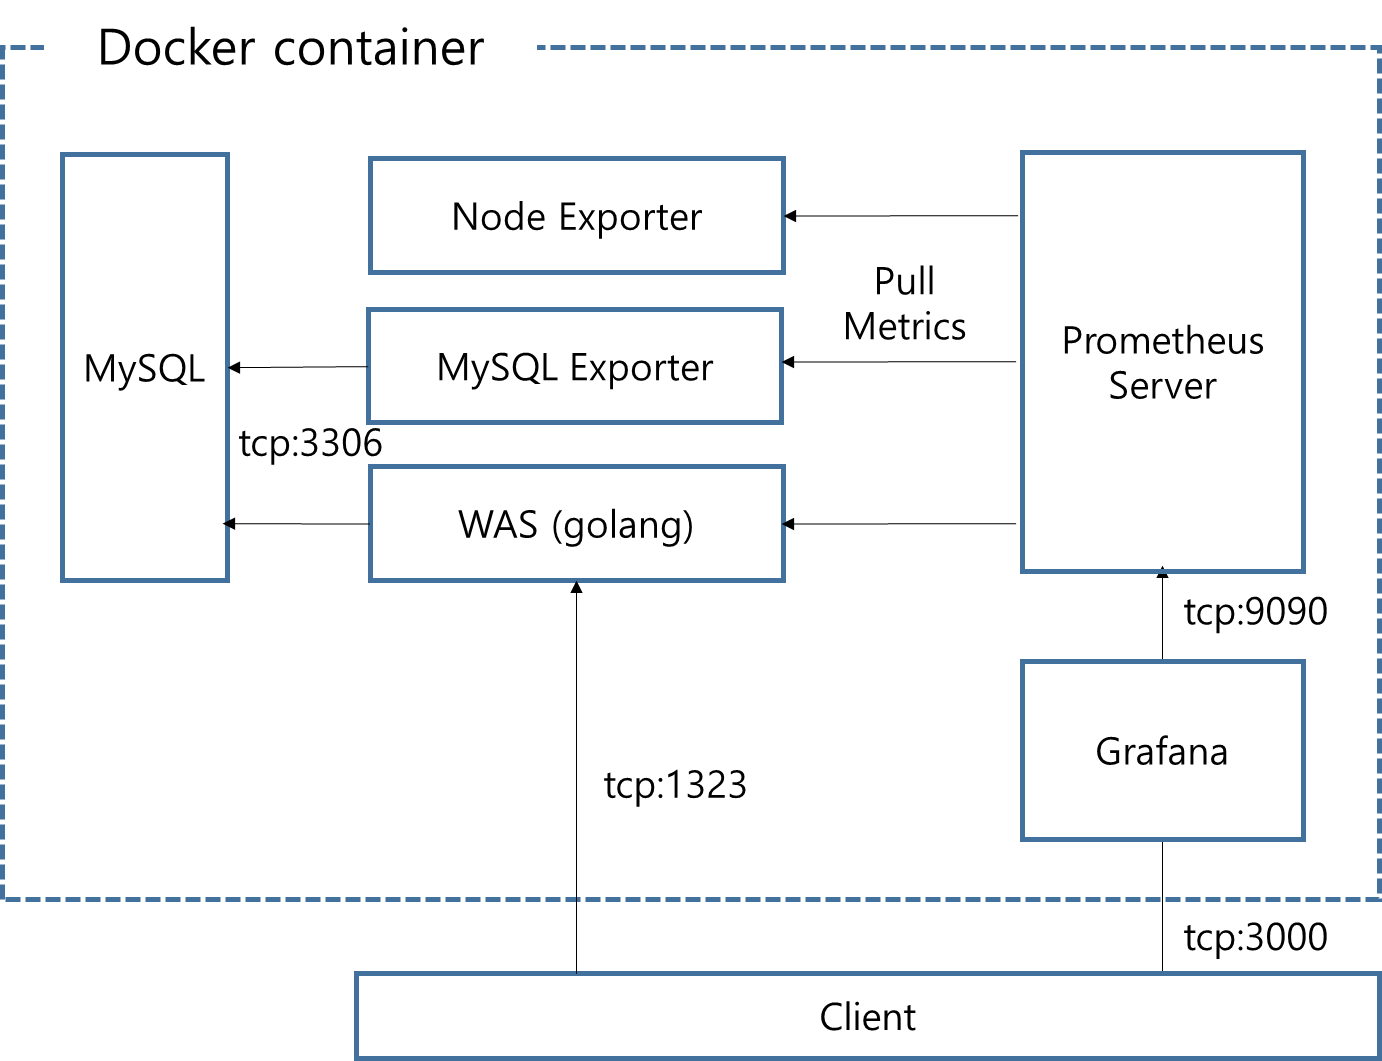 Docker container
Node Exporter
Pull
Metrics
Prometheus
Server
MySQL
MySQL Exporter
tcp:3306
WAS (golang)
tcp:9090
Grafana
tcp:1323
tcp:3000
Client